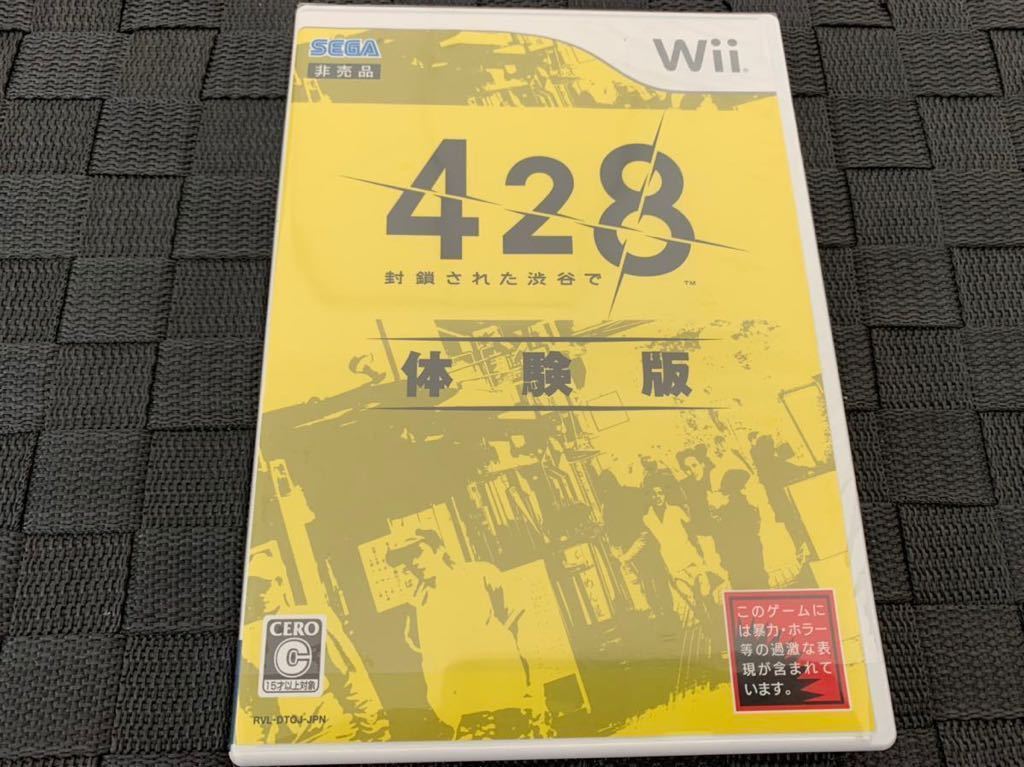 SEGA
非売品
Wii
428
封鎖された渋谷で
TM
体験版
CERO
C
15才以上対象
このゲームに
は暴力・ホラー
等の過激な表
現が含まれて
います。
RVL-DTOJ-JPN